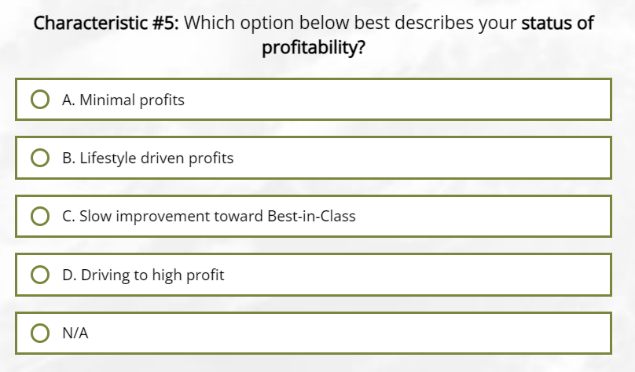 Characteristic #5: Which option below best describes your status of
profitability?
A. Minimal profits
B. Lifestyle driven profits
C. Slow improvement toward Best-in-Class
D. Driving to high profit
N/A